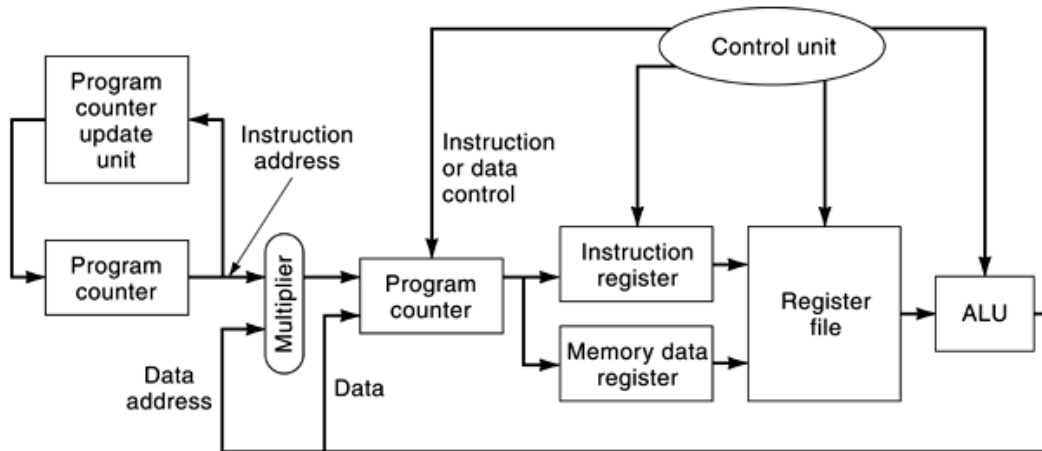 Control unit
Program
counter
update
unit
Instruction
address
Instruction
or data
control
Program
counter
Multiplier
Program
counter
Instruction
register
Register
file
ALU
Memory data
register
Data
address
Data